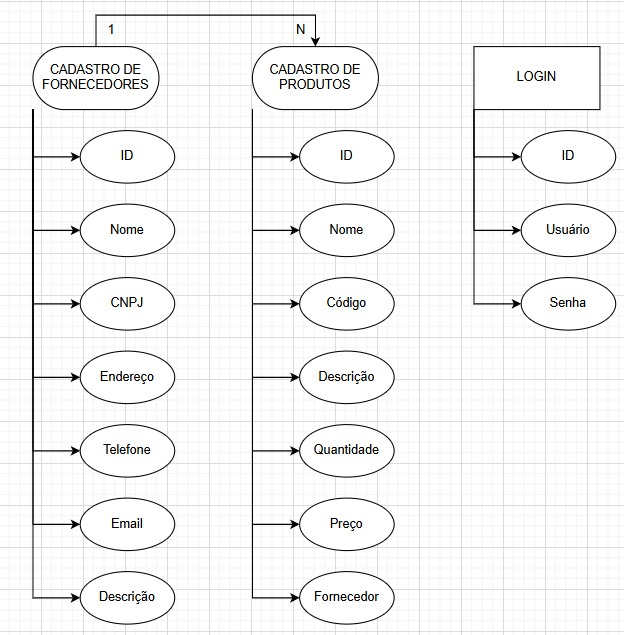 1
N
CADASTRO DE
FORNECEDORES
CADASTRO DE
PRODUTOS
LOGIN
ID
Nome
CNPJ
Endereço
Telefone
Email
Descrição
ID
Nome
Código
Descrição
Quantidade
Preço
Fornecedor
ID
Usuário
Senha